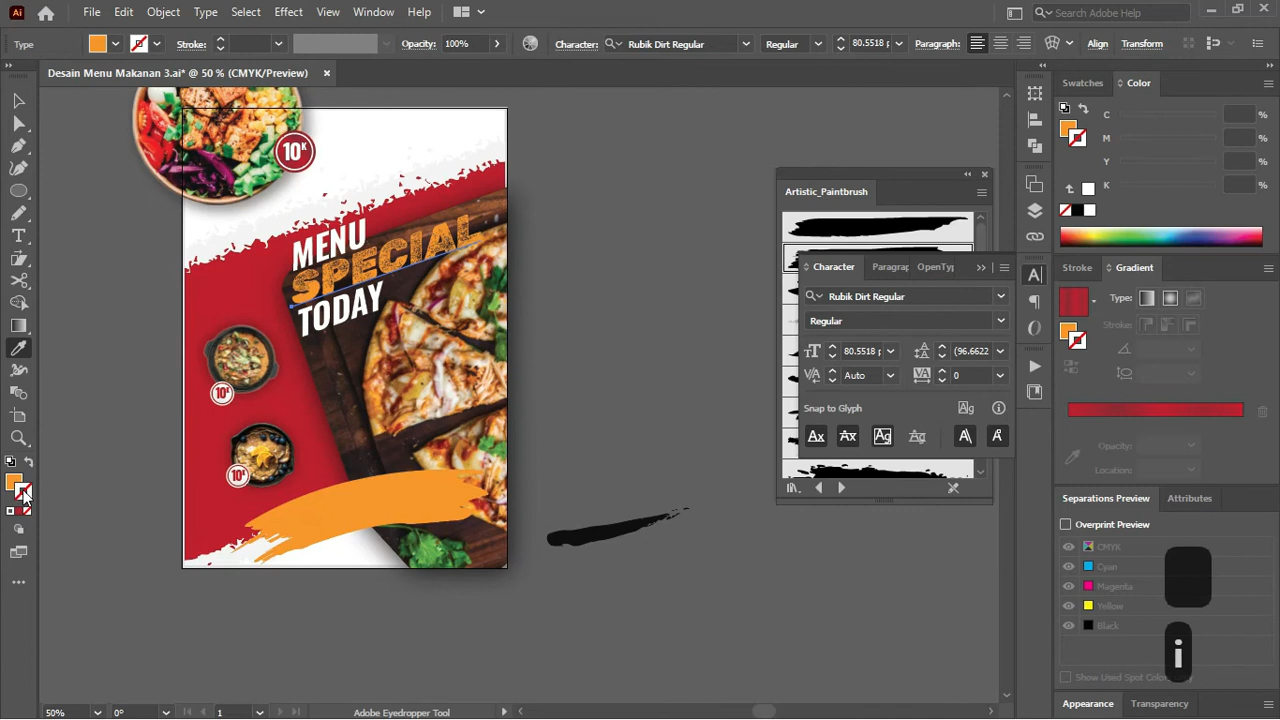 Ai
File Edit Object Type Select Effect View Window Help
Search Adobe Help
Type
Stroke:
Opacity: 100%
Character: Rubik Dirt Regular
Regular
80.5518 p
Paragraph:
Align
Transform
Desain Menu Makanan 3.ai* @ 50 % (CMYK/Preview)
10K
MENU
SPECIAL
TODAY
10K
10K
Artistic_Paintbrush
Character Paragrap OpenTyp
Rubik Dirt Regular
Regular
80.5518 p (96.6622
Auto 0
Snap to Glyph
Swatches Color
C %
M %
Y %
K %
Stroke Gradient
Type:
Stroke:
Opacity:
Location:
Separations Preview Attributes
Overprint Preview
CMYK
Cyan
Magenta
Yellow
Black
i
Show Used Spot Colors
Appearance Transparency
50% 0° 1 Adobe Eyedropper Tool